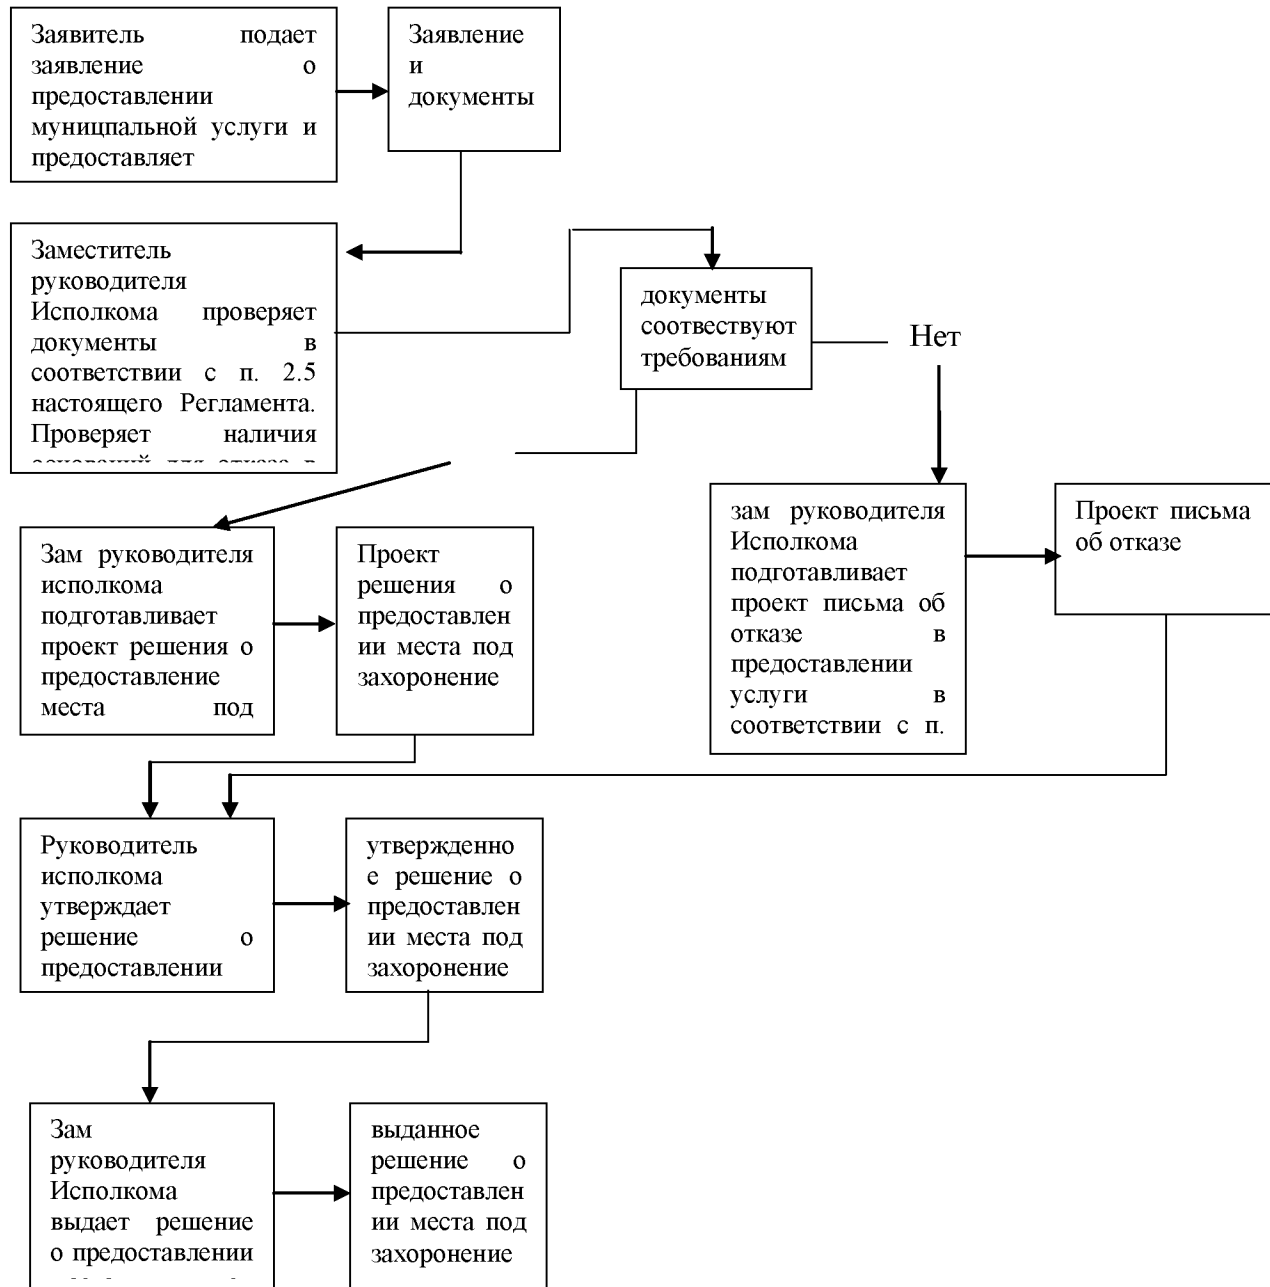 Заявитель подает
заявление о
предоставлении
муницпальной услуги и
предоставляет
Заявление
и
документы
Заместитель
руководителя
Исполкома проверяет
документы в
соответствии с п. 2.5
настоящего Регламента.
Проверяет наличия
документы
соотвествуют
требованиям
Нет
Зам руководителя
исполкома
подготавливает
проект решения о
предоставление
места под
Проект
решения о
предоставлен
ии места под
захоронение
зам руководителя
Исполкома
подготавливает
проект письма об
отказе в
предоставлении
услуги в
соответствии с п.
Проект письма
об отказе
Руководитель
исполкома
утверждает
решение о
предоставлении
утвержденно
е решение о
предоставлен
ии места под
захоронение
Зам
руководителя
Исполкома
выдает решение
о предоставлении
выданное
решение о
предоставлен
ии места под
захоронение